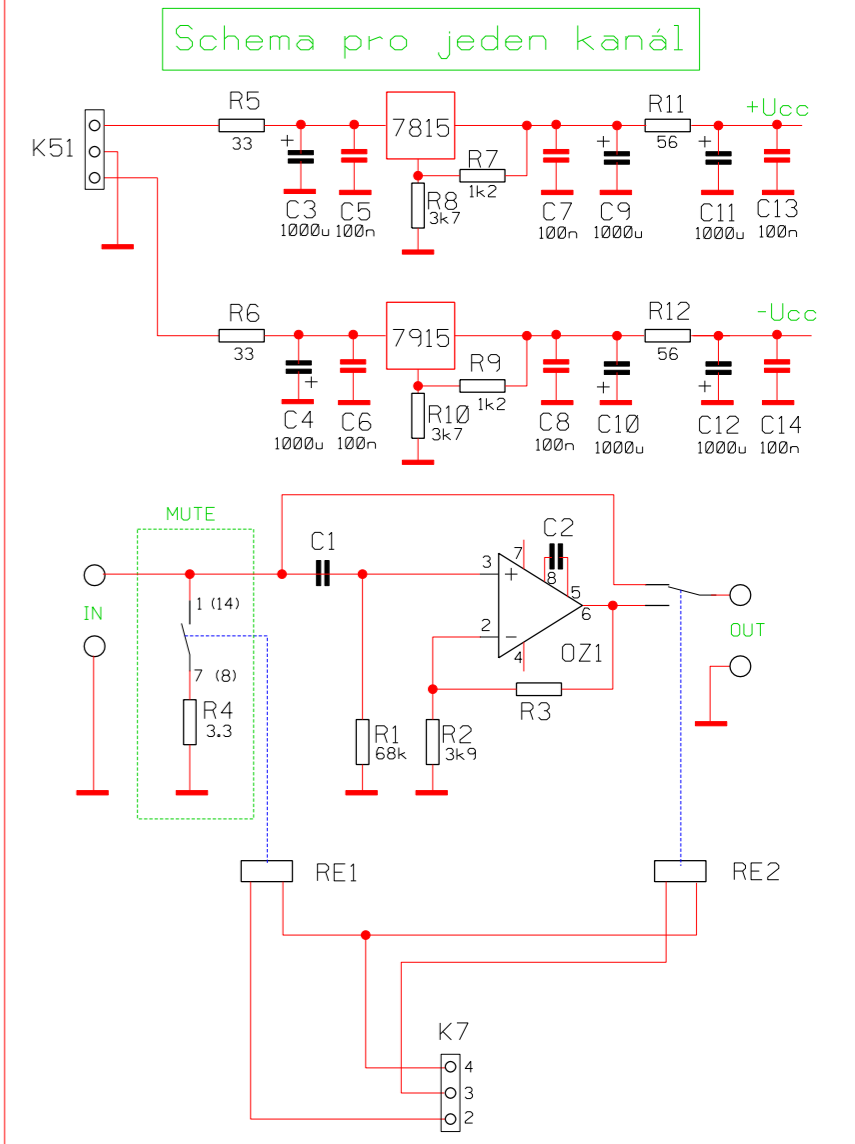 Schema pro jeden kanál
K51
R5
33
+
C3
1000u
C5
100n
7815
R8
3k7
R7
1k2
C7
100n
+
C9
1000u
R11
56
+
C11
1000u
+Ucc
C13
100n
R6
33
+
C4
1000u
C6
100n
7915
R10
3k7
R9
1k2
C8
100n
+
C10
1000u
R12
56
+
C12
1000u
-Ucc
C14
100n
MUTE
IN
1 (14)
7 (8)
R4
3.3
C1
R1
68k
R2
3k9
R3
3
+
2
-
7
4
8
5
6
C2
OZ1
OUT
RE1
RE2
K7
4
3
2